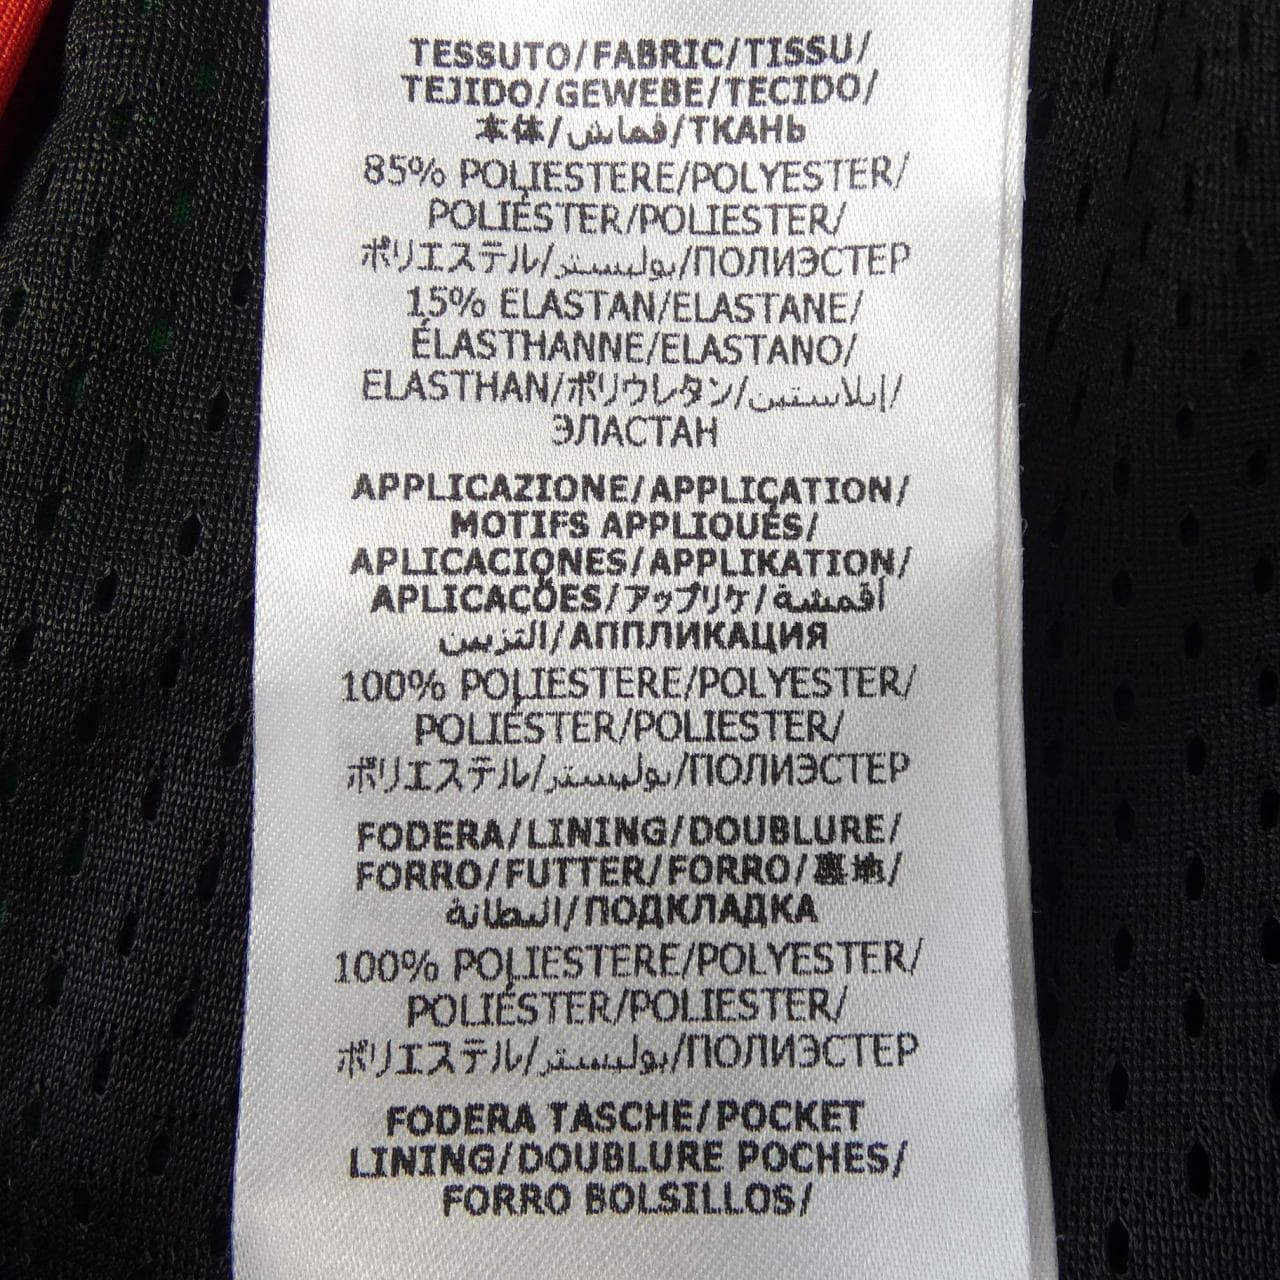 TESSUTO/FABRIC/TISSU/
TEJIDO/GEWEBE/TECIDO/
本体/قماش/ТКАНЬ
85% POLIESTERE/POLYESTER/
POLIÉSTER/POLIESTER/
ポリエステル/بوليستر/ПОЛИЭСТЕР
15% ELASTAN/ELASTANE/
ÉLASTHANNE/ELASTANO/
ELASTHAN/ポリウレタン/إيلاستين/
ЭЛАСТАН
APPLICAZIONE/APPLICATION/
MOTIFS APPLIQUÉS/
APLICACIONES/APPLIKATION/
APLICACÕES/アップリケ/أقمشة
التزيين/АППЛИКАЦИЯ
100% POLIESTERE/POLYESTER/
POLIÉSTER/POLIESTER/
ポリエステル/بوليستر/ПОЛИЭСТЕР
FODERA/LINING/DOUBLURE/
FORRO/FUTTER/FORRO/裏地/
البطانة/ПОДКЛАДКА
100% POLIESTERE/POLYESTER/
POLIÉSTER/POLIESTER/
ポリエステル/بوليستر/ПОЛИЭСТЕР
FODERA TASCHE/POCKET
LINING/DOUBLURE POCHES/
FORRO BOLSILLOS/